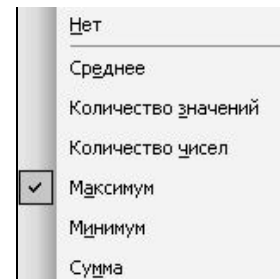 Нет
Среднее
Количество значений
Количество чисел
Максимум
Минимум
Сумма